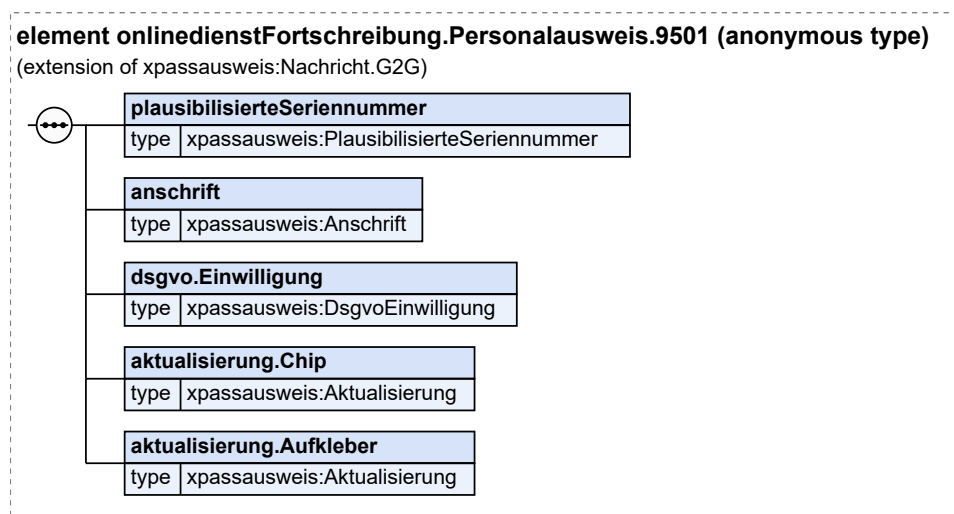 element onlinedienstFortschreibung.Personalausweis.9501 (anonymous type)
(extension of xpassausweis:Nachricht.G2G)
plausibilisierteSeriennummer
type xpassausweis:PlausibilisierteSeriennummer
anschrift
type xpassausweis:Anschrift
dsgvo.Einwilligung
type xpassausweis:DsgvoEinwilligung
aktualisierung.Chip
type xpassausweis:Aktualisierung
aktualisierung.Aufkleber
type xpassausweis:Aktualisierung